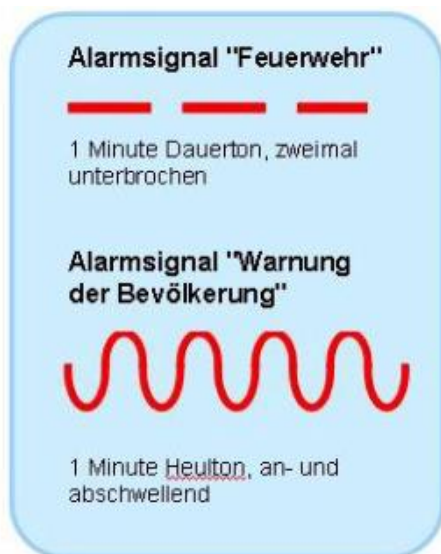 Alarmsignal "Feuerwehr"
1 Minute Dauerton, zweimal
unterbrochen
Alarmsignal "Warnung
der Bevölkerung"
1 Minute Heulton, an- und
abschwellend